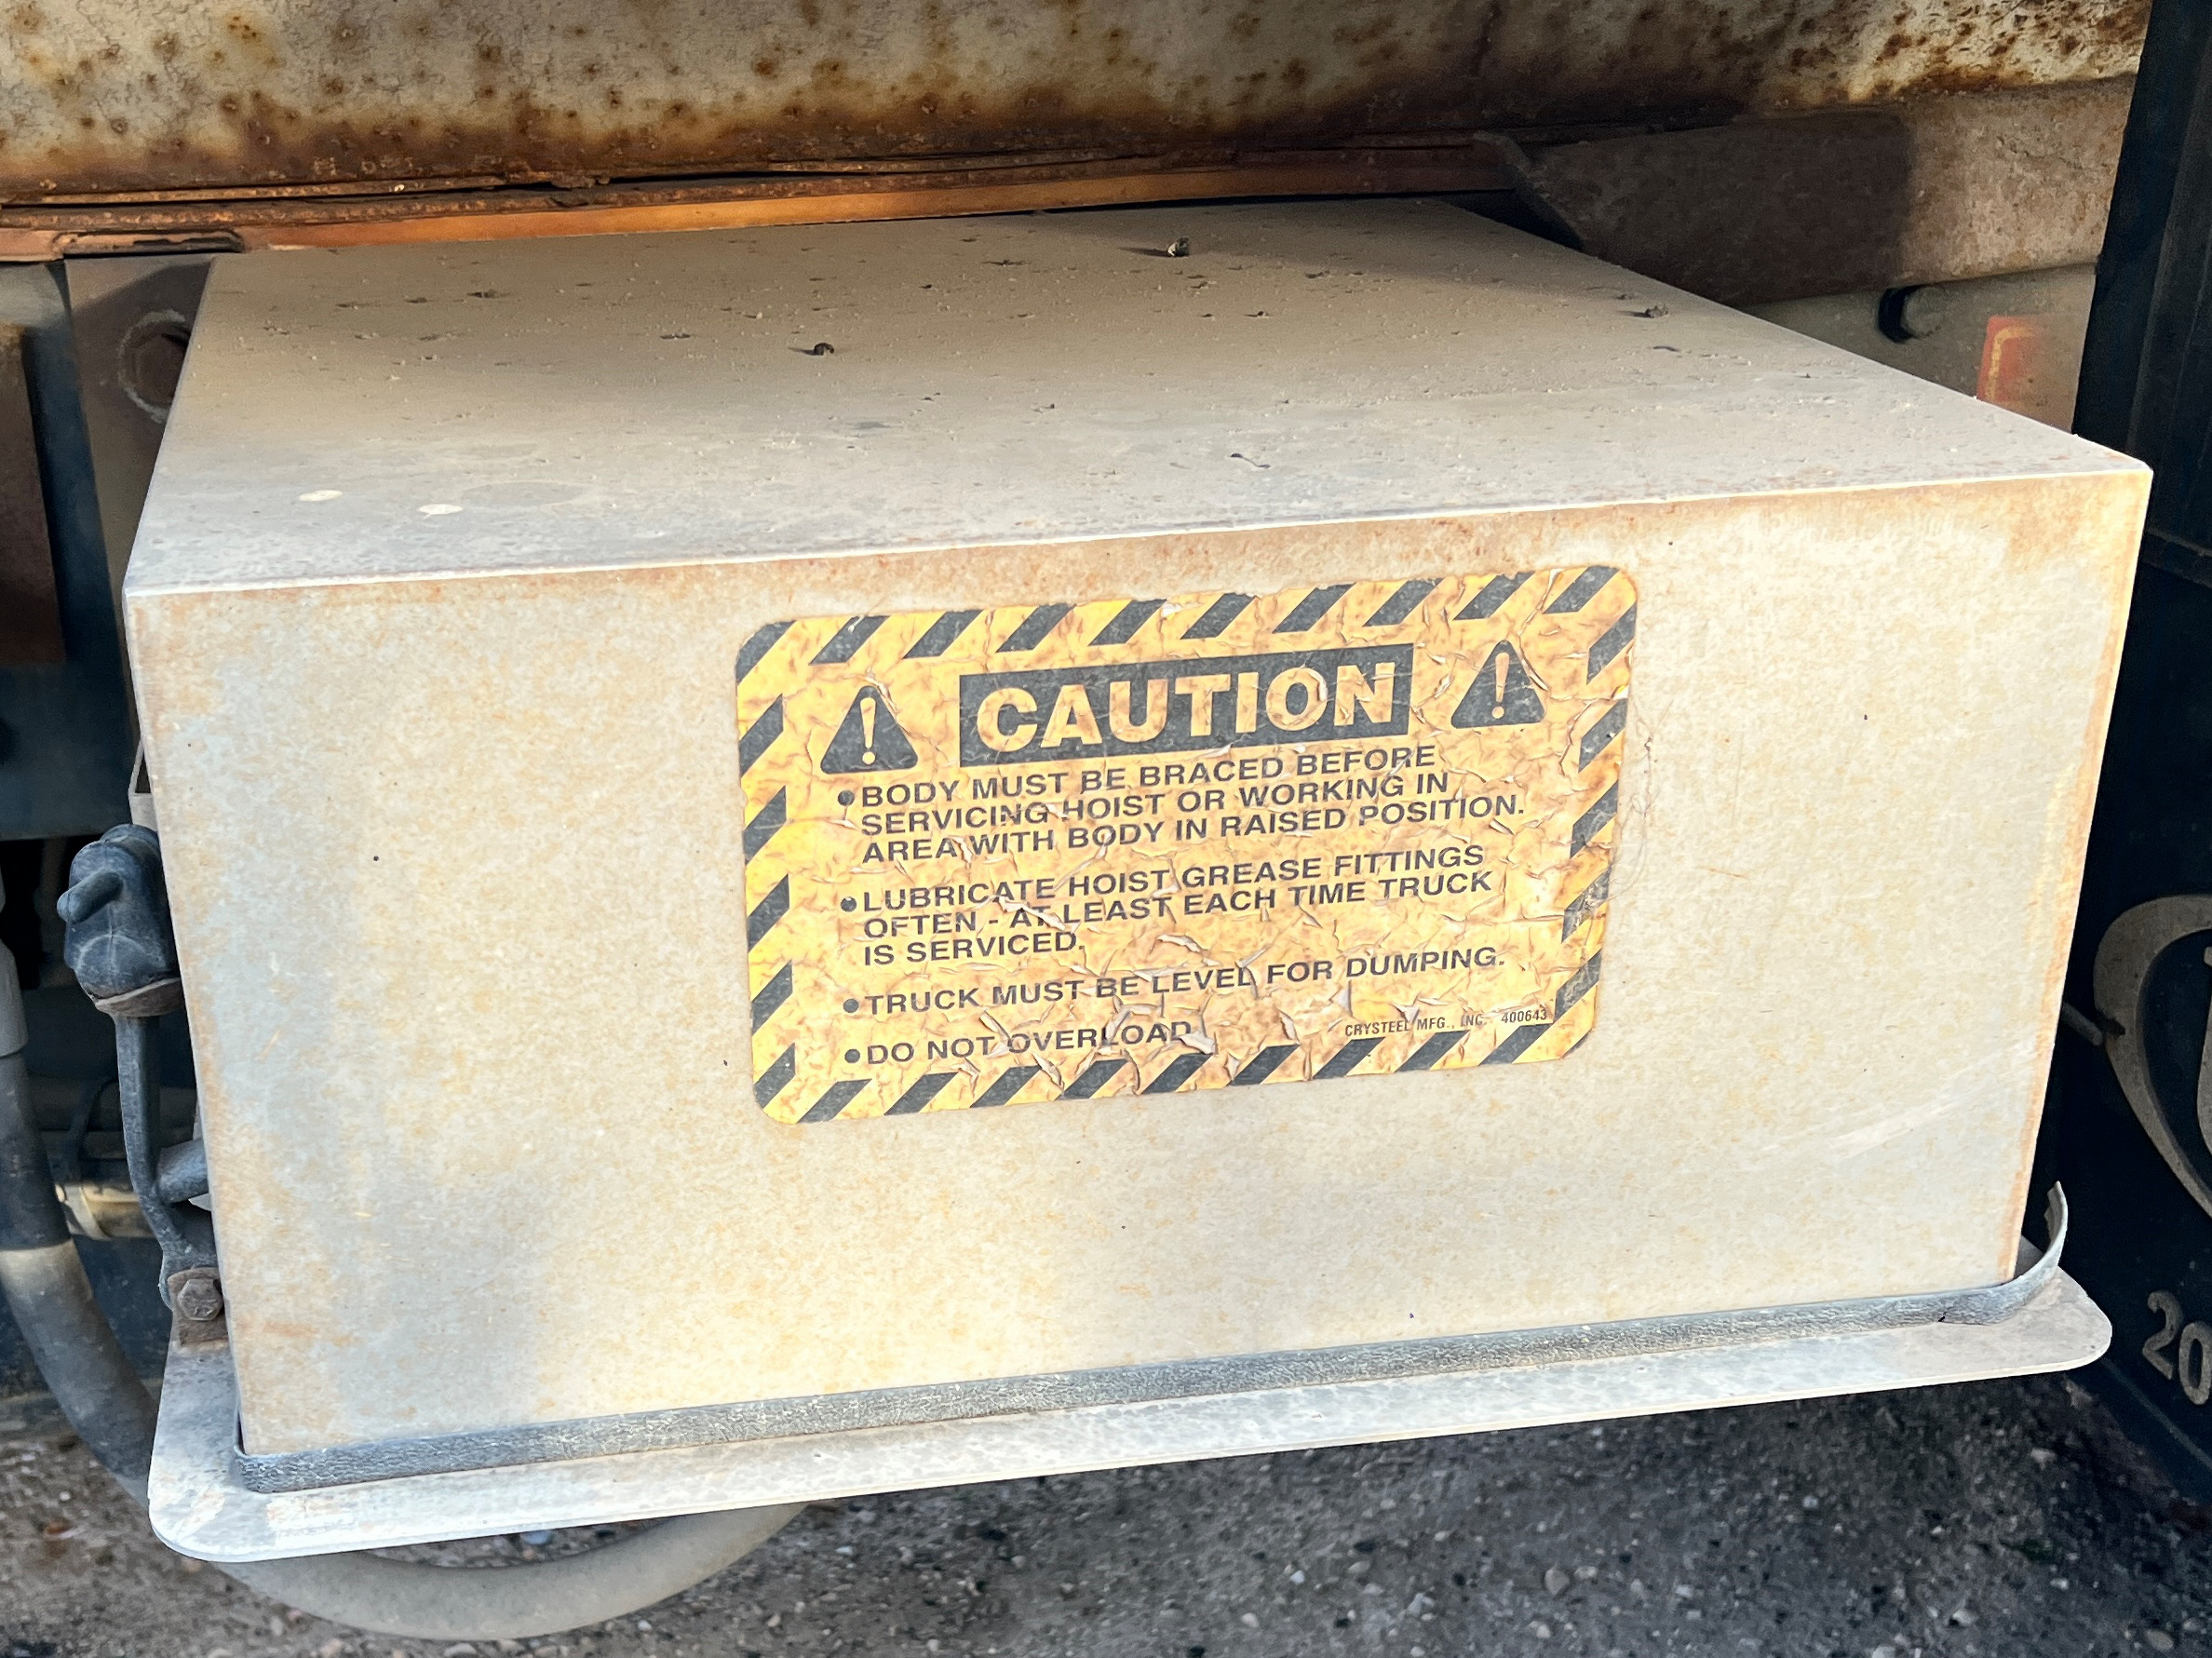 CAUTION
●BODY MUST BE BRACED BEFORE
SERVICING HOIST OR WORKING IN
AREA WITH BODY IN RAISED POSITION.
●LUBRICATE HOIST GREASE FITTINGS
OFTEN - AT LEAST EACH TIME TRUCK
IS SERVICED.
●TRUCK MUST BE LEVEL FOR DUMPING.
●DO NOT OVERLOAD
CRYSTEEL MFG., INC. 400643
20